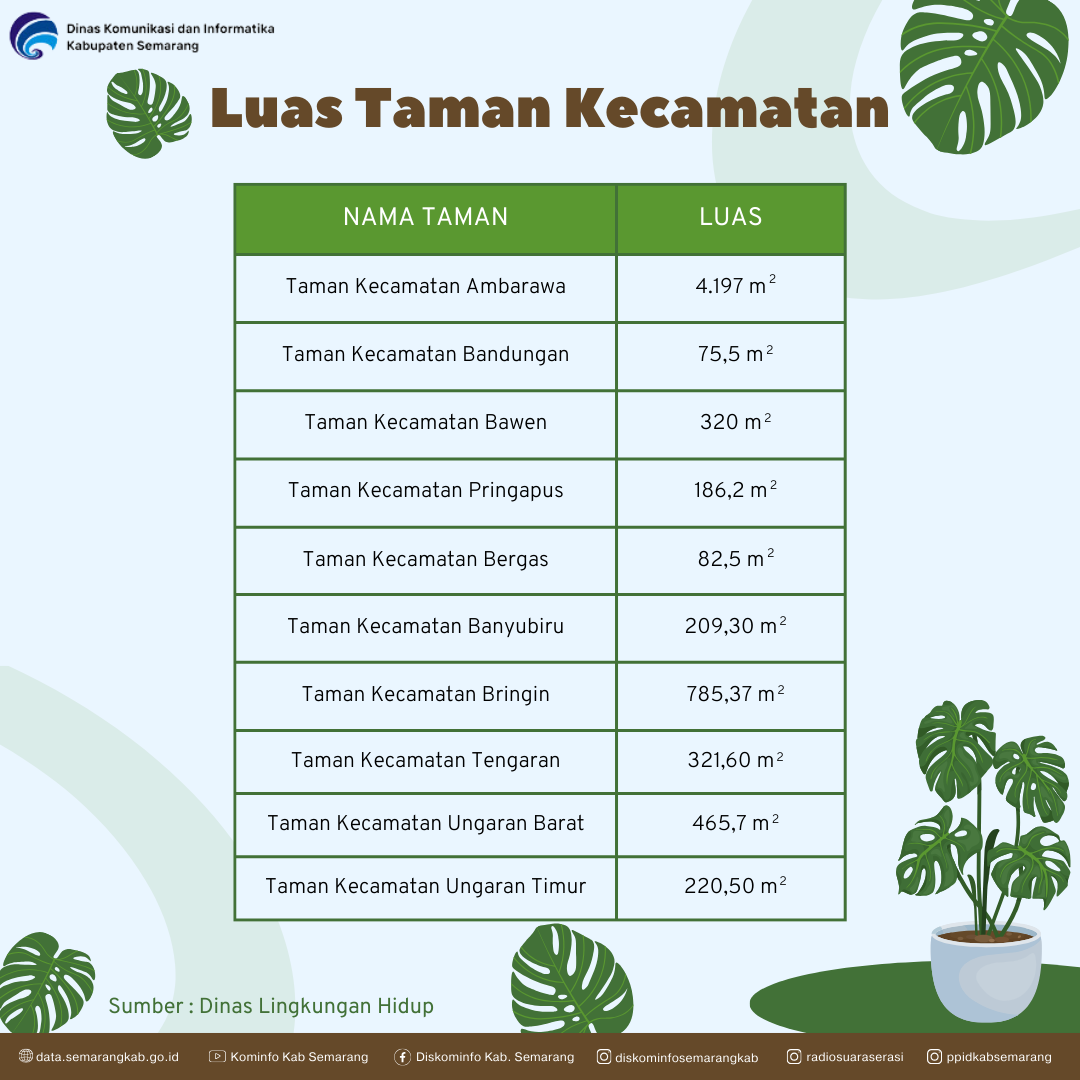 Dinas Komunikasi dan Informatika
Kabupaten Semarang
Luas Taman Kecamatan
NAMA TAMAN LUAS
Taman Kecamatan Ambarawa 4.197 m²
Taman Kecamatan Bandungan 75,5 m²
Taman Kecamatan Bawen 320 m²
Taman Kecamatan Pringapus 186,2 m²
Taman Kecamatan Bergas 82,5 m²
Taman Kecamatan Banyubiru 209,30 m²
Taman Kecamatan Bringin 785,37 m²
Taman Kecamatan Tengaran 321,60 m²
Taman Kecamatan Ungaran Barat 465,7 m²
Taman Kecamatan Ungaran Timur 220,50 m²
Sumber : Dinas Lingkungan Hidup
data.semarangkab.go.id Kominfo Kab Semarang Diskominfo Kab. Semarang diskominfosemarangkab radiosuaraserasi ppidkabsemarang